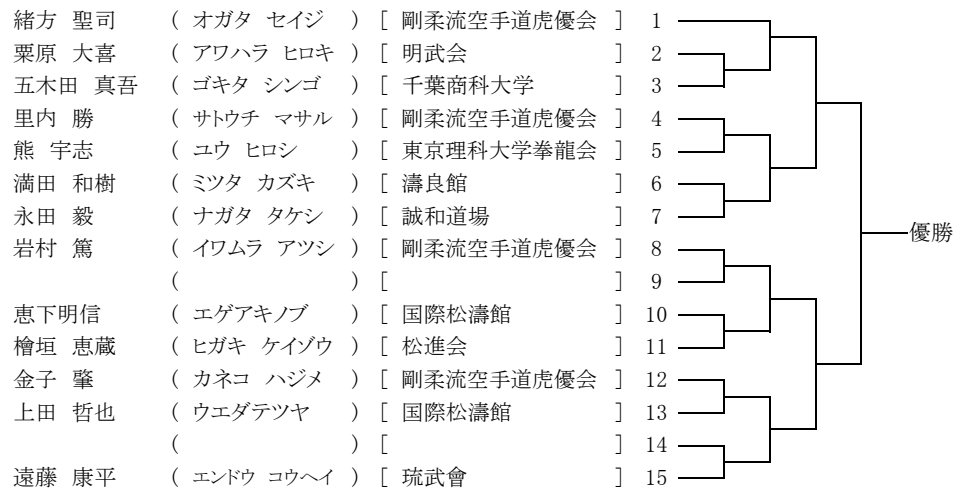 緒方 聖司 ( オガタ セイジ ) [ 剛柔流空手道虎優会 ] 1
粟原 大喜 ( アワハラ ヒロキ ) [ 明武会 ] 2
五木田 真吾 ( ゴキタ シンゴ ) [ 千葉商科大学 ] 3
里内 勝 ( サトウチ マサル ) [ 剛柔流空手道虎優会 ] 4
熊 宇志 ( ユウ ヒロシ ) [ 東京理科大学拳龍会 ] 5
満田 和樹 ( ミツタ カズキ ) [ 濤良館 ] 6
永田 毅 ( ナガタ タケシ ) [ 誠和道場 ] 7
岩村 篤 ( イワムラ アツシ ) [ 剛柔流空手道虎優会 ] 8
優勝
( ) [ ] 9
恵下明信 ( エゲアキノブ ) [ 国際松濤館 ] 10
檜垣 恵蔵 ( ヒガキ ケイゾウ ) [ 松進会 ] 11
金子 肇 ( カネコ ハジメ ) [ 剛柔流空手道虎優会 ] 12
上田 哲也 ( ウエダテツヤ ) [ 国際松濤館 ] 13
( ) [ ] 14
遠藤 康平 ( エンドウ コウヘイ ) [ 琉武會 ] 15